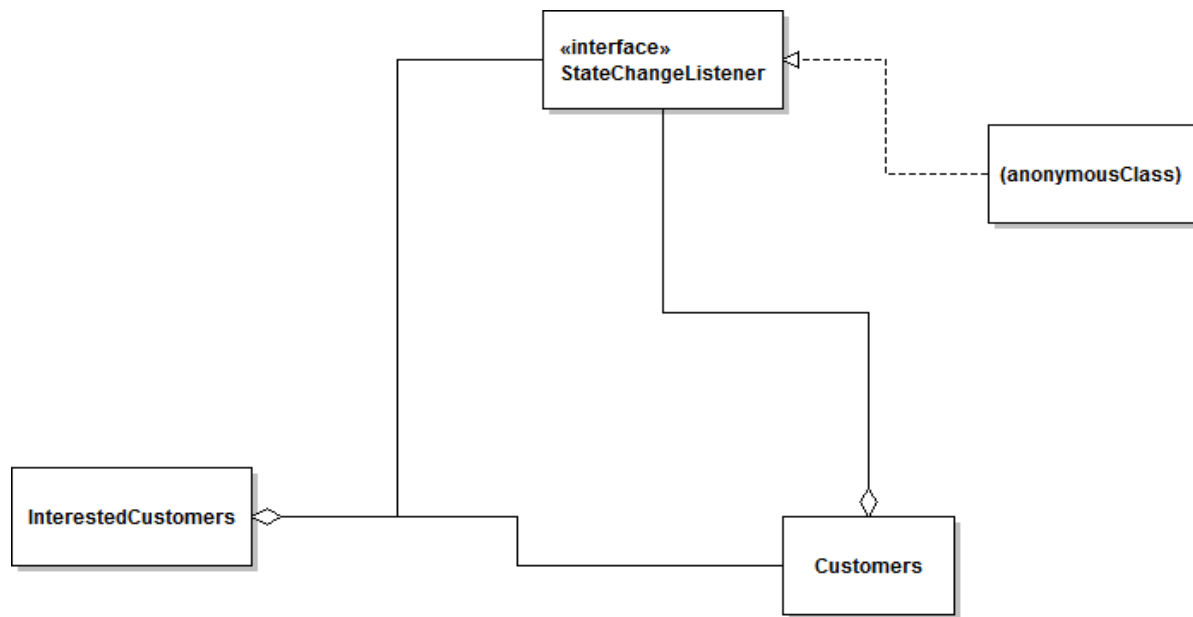 «interface»
StateChangeListener
(anonymousClass)
InterestedCustomers
Customers